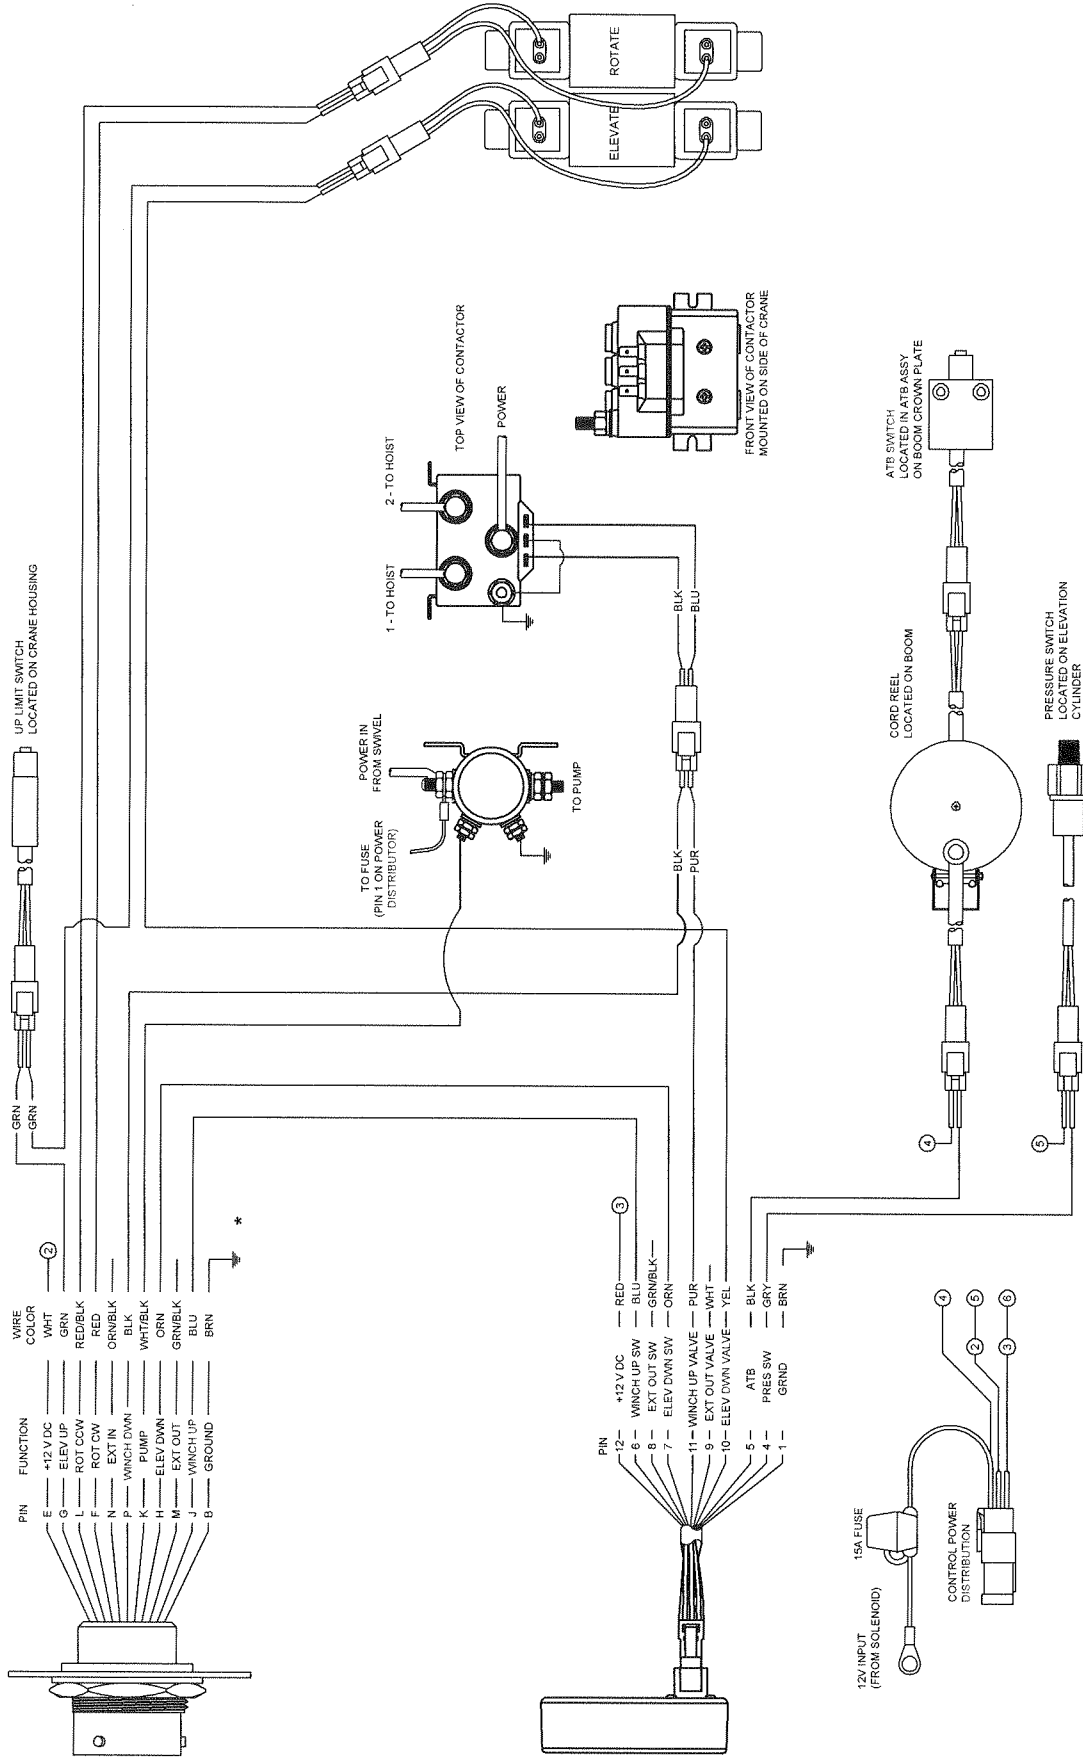 PIN FUNCTION WIRE COLOR
E +12 V DC WHT 2
G ELEV UP GRN
L ROT CCW RED/BLK
F ROT CW RED
N EXT IN ORN/BLK
P WINCH DWN BLK
K PUMP WHT/BLK
H ELEV DWN ORN
M EXT OUT GRN/BLK
J WINCH UP BLU
B GROUND BRN
*
GRN
GRN
UP LIMIT SWITCH
LOCATED ON CRANE HOUSING
ELEVATE
ROTATE
TO FUSE
(PIN 1 ON POWER
DISTRIBUTOR)
POWER IN
FROM SWIVEL
TO PUMP
1 - TO HOIST
2 - TO HOIST
TOP VIEW OF CONTACTOR
POWER
FRONT VIEW OF CONTACTOR
MOUNTED ON SIDE OF CRANE
BLK
PUR
BLK
BLU
PIN
12 +12 V DC RED 3
6 WINCH UP SW BLU
8 EXT OUT SW GRN/BLK
7 ELEV DWN SW ORN
11 WINCH UP VALVE PUR
9 EXT OUT VALVE WHT
10 ELEV DWN VALVE YEL
5 ATB BLK
4 PRES SW GRY
1 GRND BRN
4
CORD REEL
LOCATED ON BOOM
ATB SWITCH
LOCATED IN ATB ASSY
ON BOOM CROWN PLATE
5
PRESSURE SWITCH
LOCATED ON ELEVATION
CYLINDER
12V INPUT
(FROM SOLENOID)
15A FUSE
CONTROL POWER
DISTRIBUTION
4
2 5
3 6